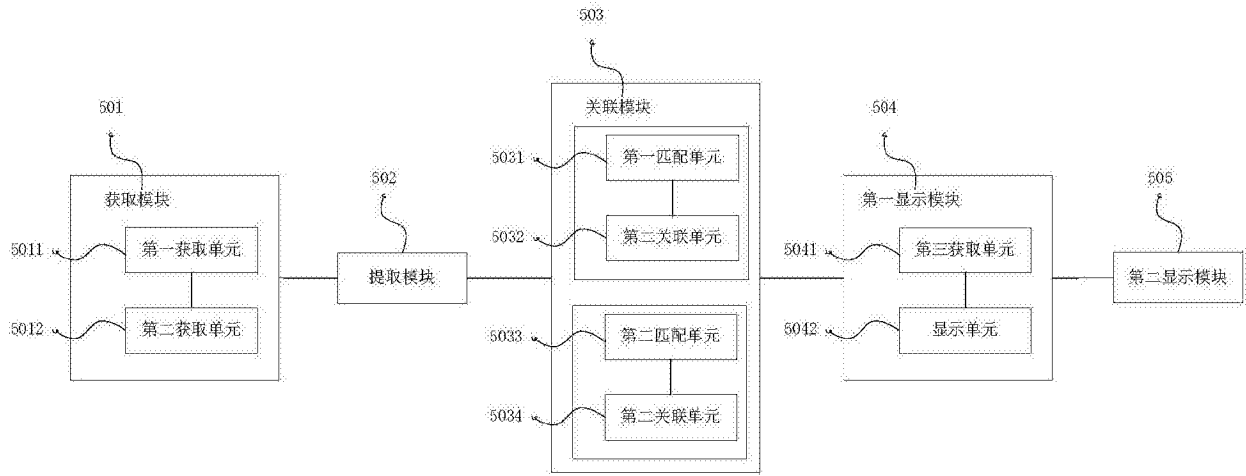 503
501
504
关联模块
5031
第一匹配单元
502
505
获取模块
第一显示模块
5032
第二关联单元
5011
第一获取单元
5041
第三获取单元
提取模块
第二显示模块
5012
第二获取单元
5033
第二匹配单元
5042
显示单元
5034
第二关联单元